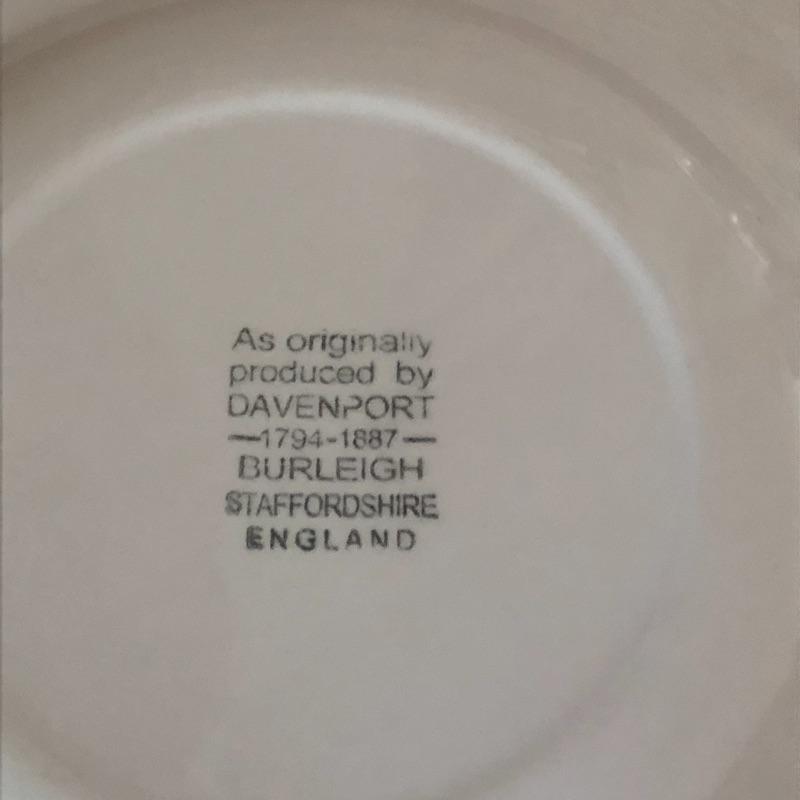 As originally
produced by
DAVENPORT
—1794-1887—
BURLEIGH
STAFFORDSHIRE
ENGLAND